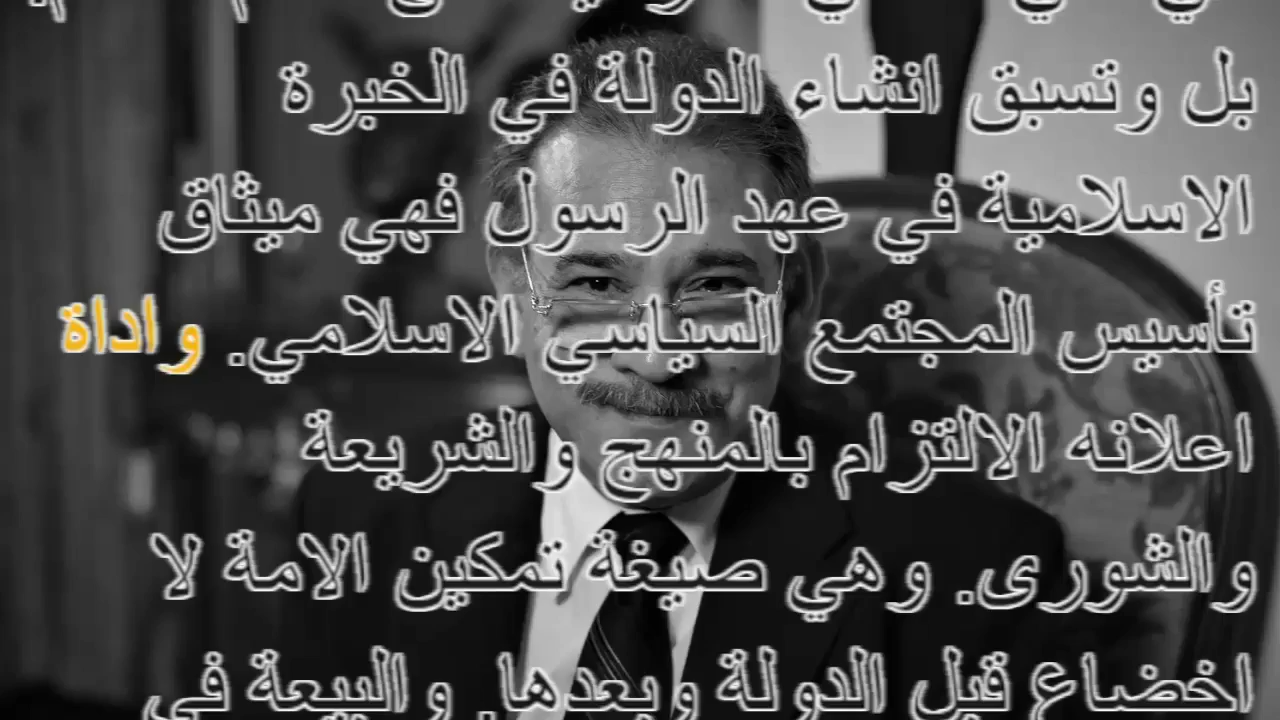 بل وتسبق انشاء الدولة في الخبرة
الاسلامية في عهد الرسول فهي ميثاق
تأسيس المجتمع السياسي الاسلامي. واداة
اعلانه الالتزام بالمنهج والشريعة
والشورى. وهي صيغة تمكين الامة لا
اخضاع قبل الدولة وبعدها. والبيعة في